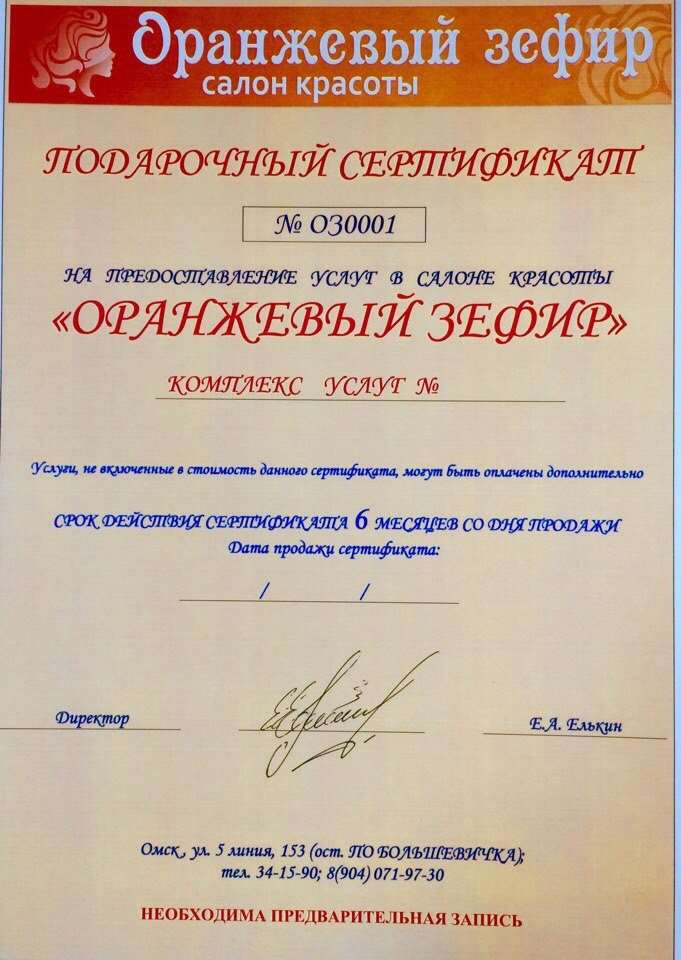 Оранжевый зефир
салон красоты
ПОДАРОЧНЫЙ СЕРТИФИКАТ
№ ОЗ0001
НА ПРЕДОСТАВЛЕНИЕ УСЛУГ В САЛОНЕ КРАСОТЫ
«ОРАНЖЕВЫЙ ЗЕФИР»
КОМПЛЕКС УСЛУГ №
Услуги, не включенные в стоимость данного сертификата, могут быть оплачены дополнительно
СРОК ДЕЙСТВИЯ СЕРТИФИКАТА 6 МЕСЯЦЕВ СО ДНЯ ПРОДАЖИ
Дата продажи сертификата:
/ /
Директор Е.А. Елькин
Омск, ул. 5 линия, 153 (ост. ПО БОЛЬШЕВИЧКА);
тел. 34-15-90; 8(904) 071-97-30
НЕОБХОДИМА ПРЕДВАРИТЕЛЬНАЯ ЗАПИСЬ